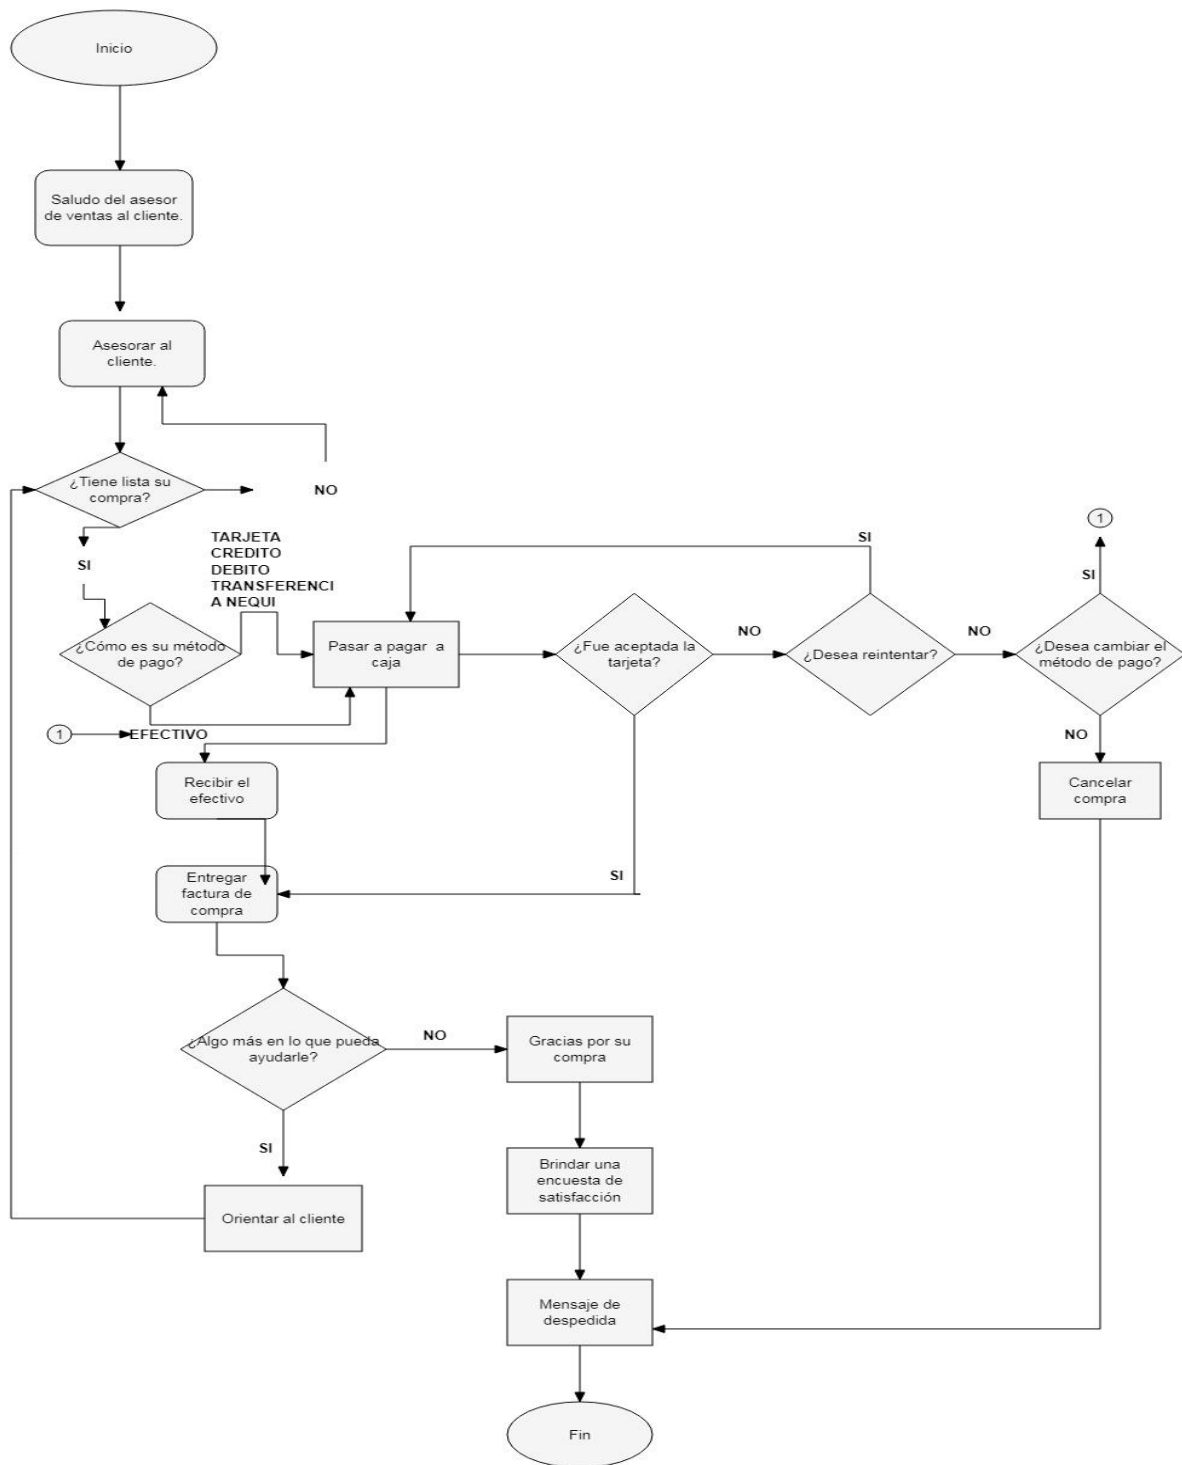 Inicio
Saludo del asesor
de ventas al cliente.
Asesorar al
cliente.
¿Tiene lista su
compra?
NO
SI
TARJETA
CREDITO
DEBITO
TRANSFERENCI
A NEQUI
¿Cómo es su método
de pago?
Pasar a pagar a
caja
¿Fue aceptada la
tarjeta?
NO
SI
¿Desea reintentar?
NO
1
SI
¿Desea cambiar el
método de pago?
NO
Cancelar
compra
1
EFECTIVO
Recibir el
efectivo
SI
Entregar
factura de
compra
¿Algo más en lo que pueda
ayudarle?
NO
Gracias por su
compra
SI
Orientar al cliente
Brindar una
encuesta de
satisfacción
Mensaje de
despedida
Fin